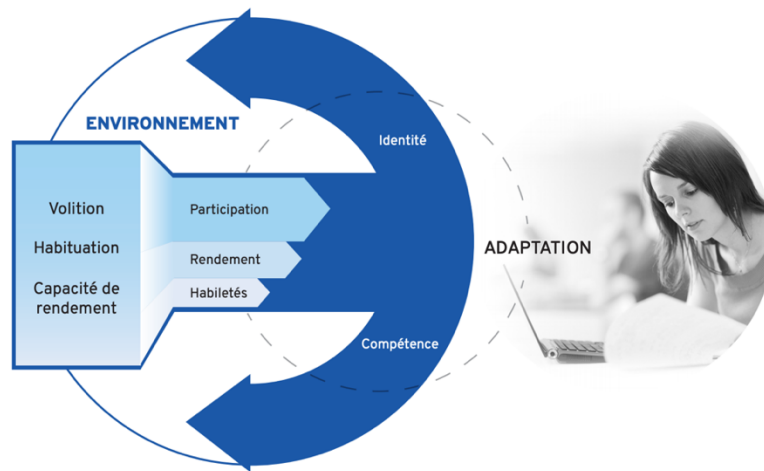 ENVIRONNEMENT
Identité
Volition
Participation
Habituation
ADAPTATION
Rendement
Capacité de
rendement
Habiletés
Compétence